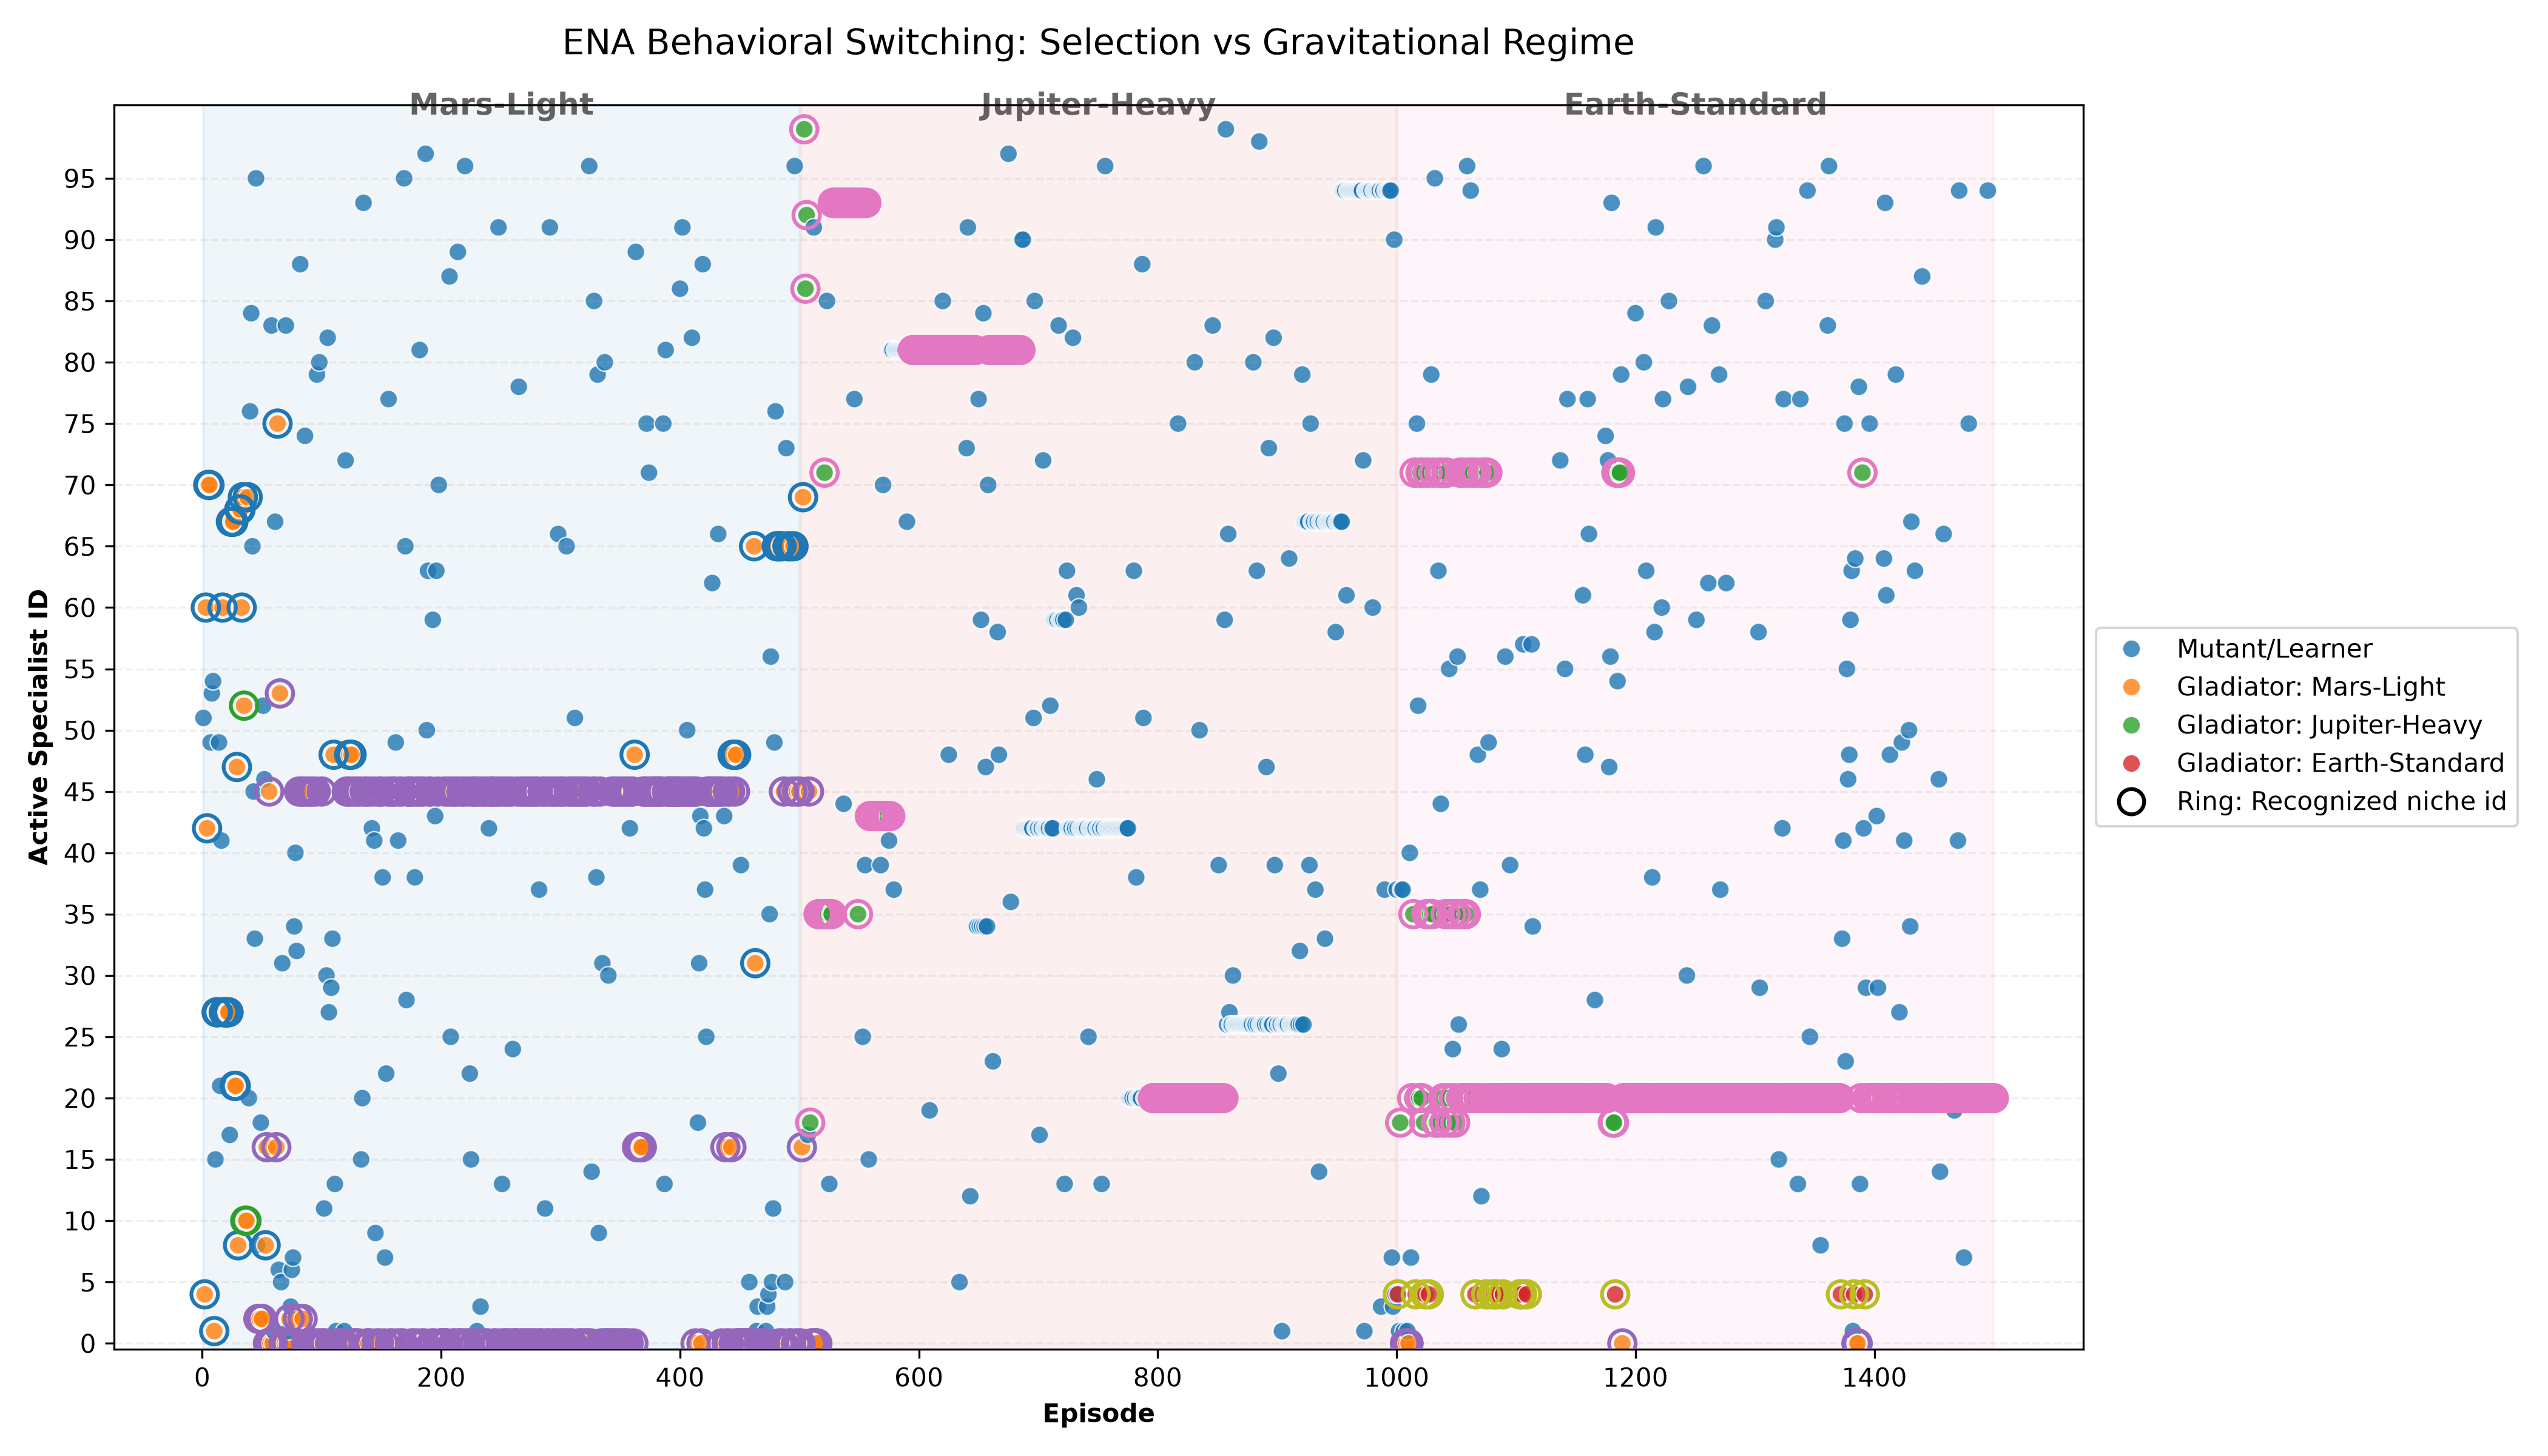 ENA Behavioral Switching: Selection vs Gravitational Regime
Mars-Light
Jupiter-Heavy
Earth-Standard
Active Specialist ID
95
90
85
80
75
70
65
60
55
50
45
40
35
30
25
20
15
10
5
0
0 200 400 600 800 1000 1200 1400
Episode
Mutant/Learner
Gladiator: Mars-Light
Gladiator: Jupiter-Heavy
Gladiator: Earth-Standard
Ring: Recognized niche id